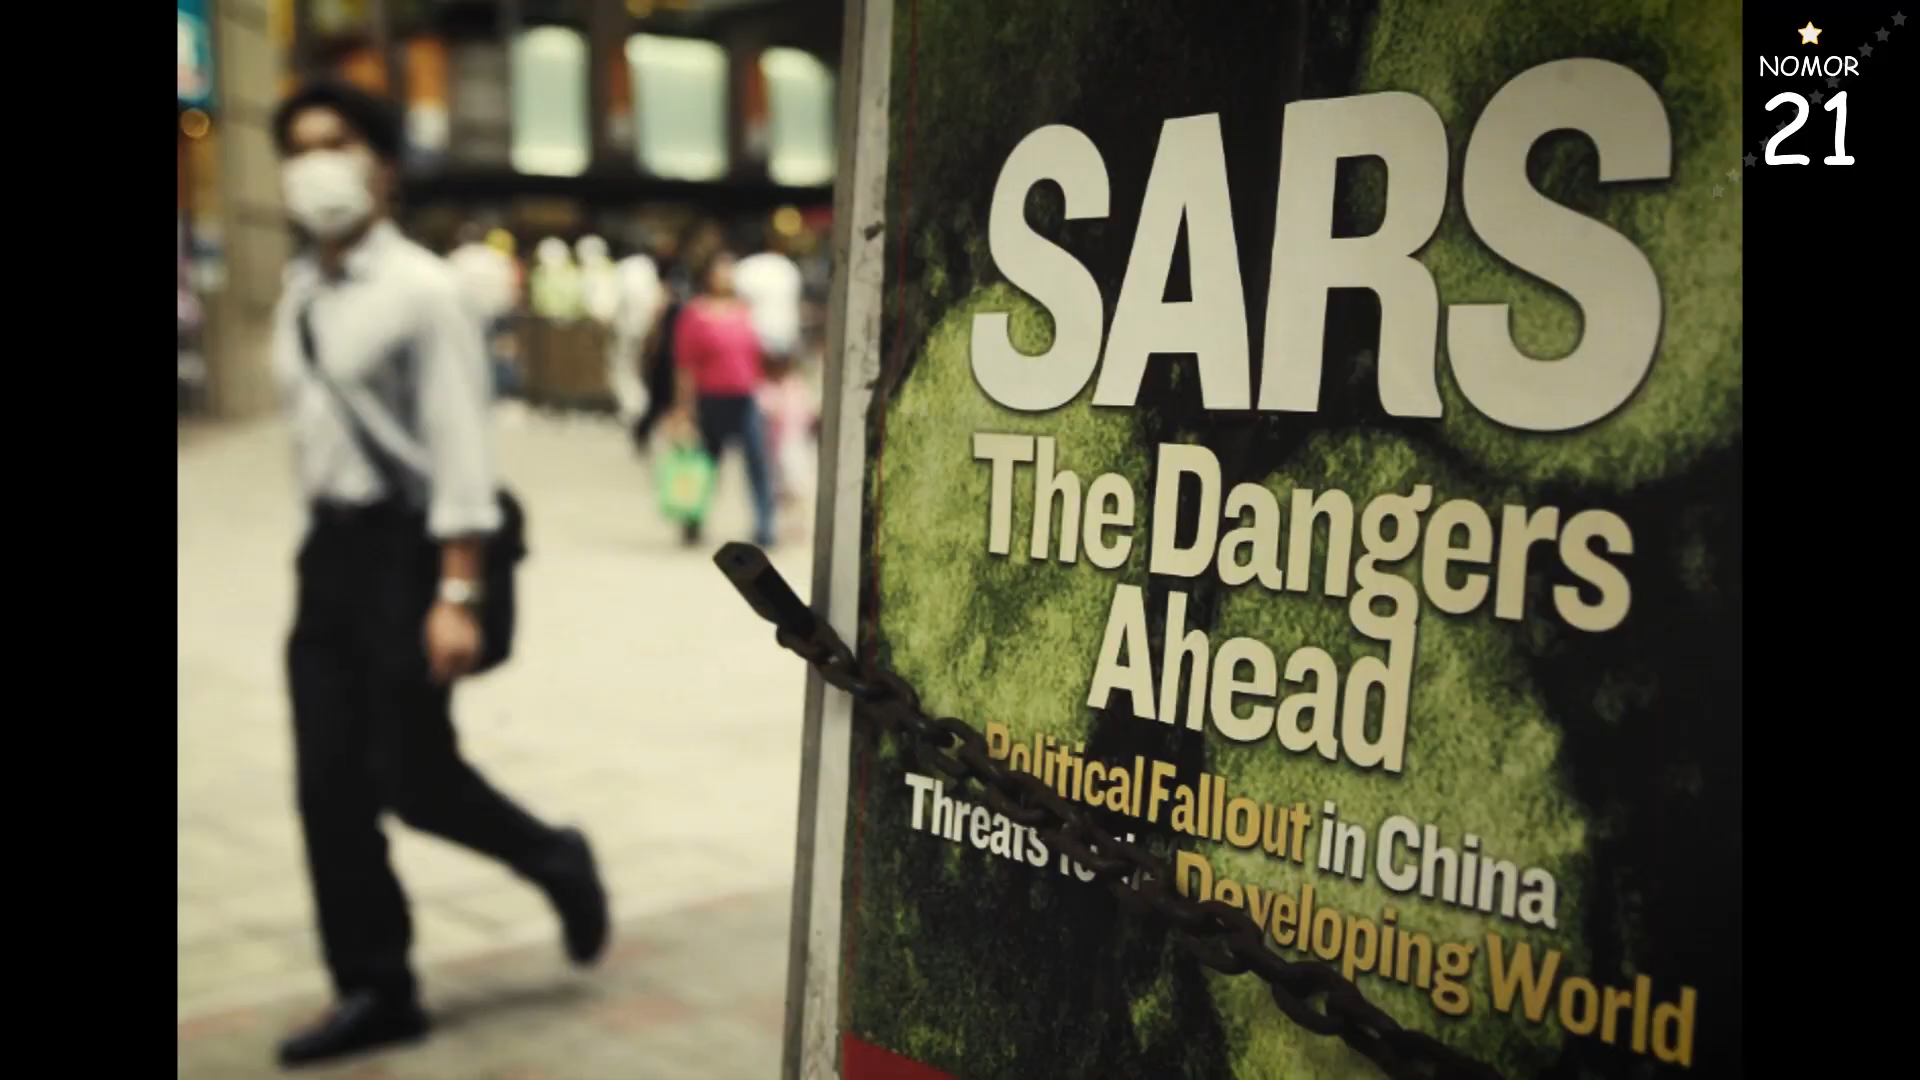 NOMOR
21
SARS
The Dangers
Ahead
Political Fallout in China
Threats Developing World